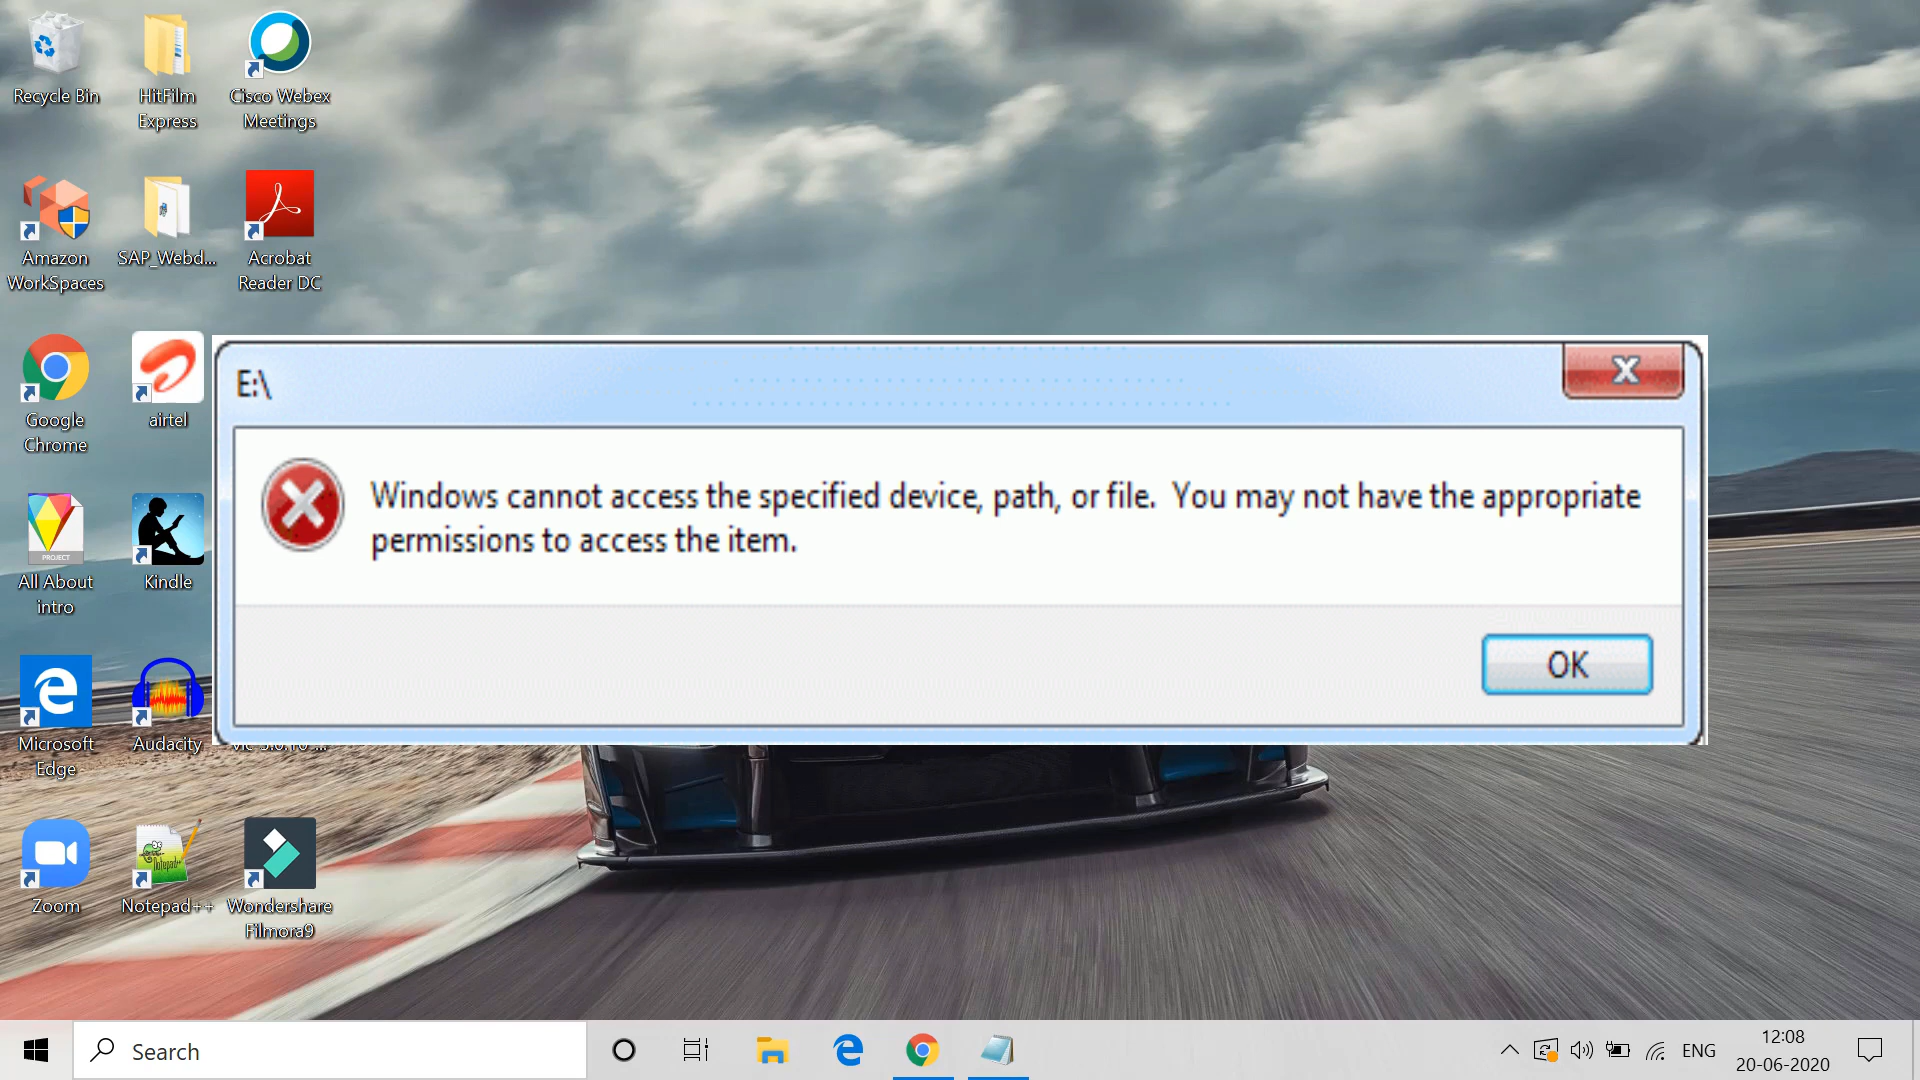 Recycle Bin
HitFilm
Express
Cisco Webex
Meetings
Amazon
WorkSpaces
SAP_Webd...
Acrobat
Reader DC
Google
Chrome
airtel
PROJECT
All About
intro
Kindle
Microsoft
Edge
Audacity
Zoom
Notepad++
Notepad++
Wondershare
Filmora9
E:\
X
Windows cannot access the specified device, path, or file. You may not have the appropriate
permissions to access the item.
OK
Search
ENG
12:08
20-06-2020